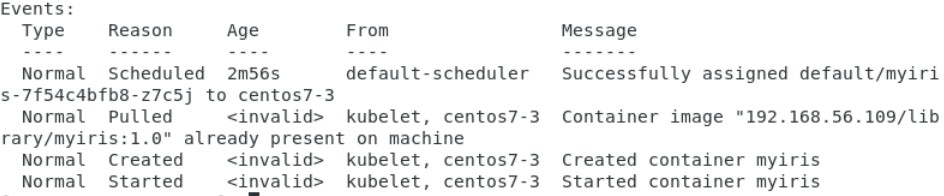 Events:
  Type    Reason     Age        From                Message
  ----    ------     ----       ----                -------
  Normal  Scheduled  2m56s      default-scheduler   Successfully assigned default/myiri
s-7f54c4bfb8-z7c5j to centos7-3
  Normal  Pulled     <invalid>  kubelet, centos7-3  Container image "192.168.56.109/lib
rary/myiris:1.0" already present on machine
  Normal  Created    <invalid>  kubelet, centos7-3  Created container myiris
  Normal  Started    <invalid>  kubelet, centos7-3  Started container myiris